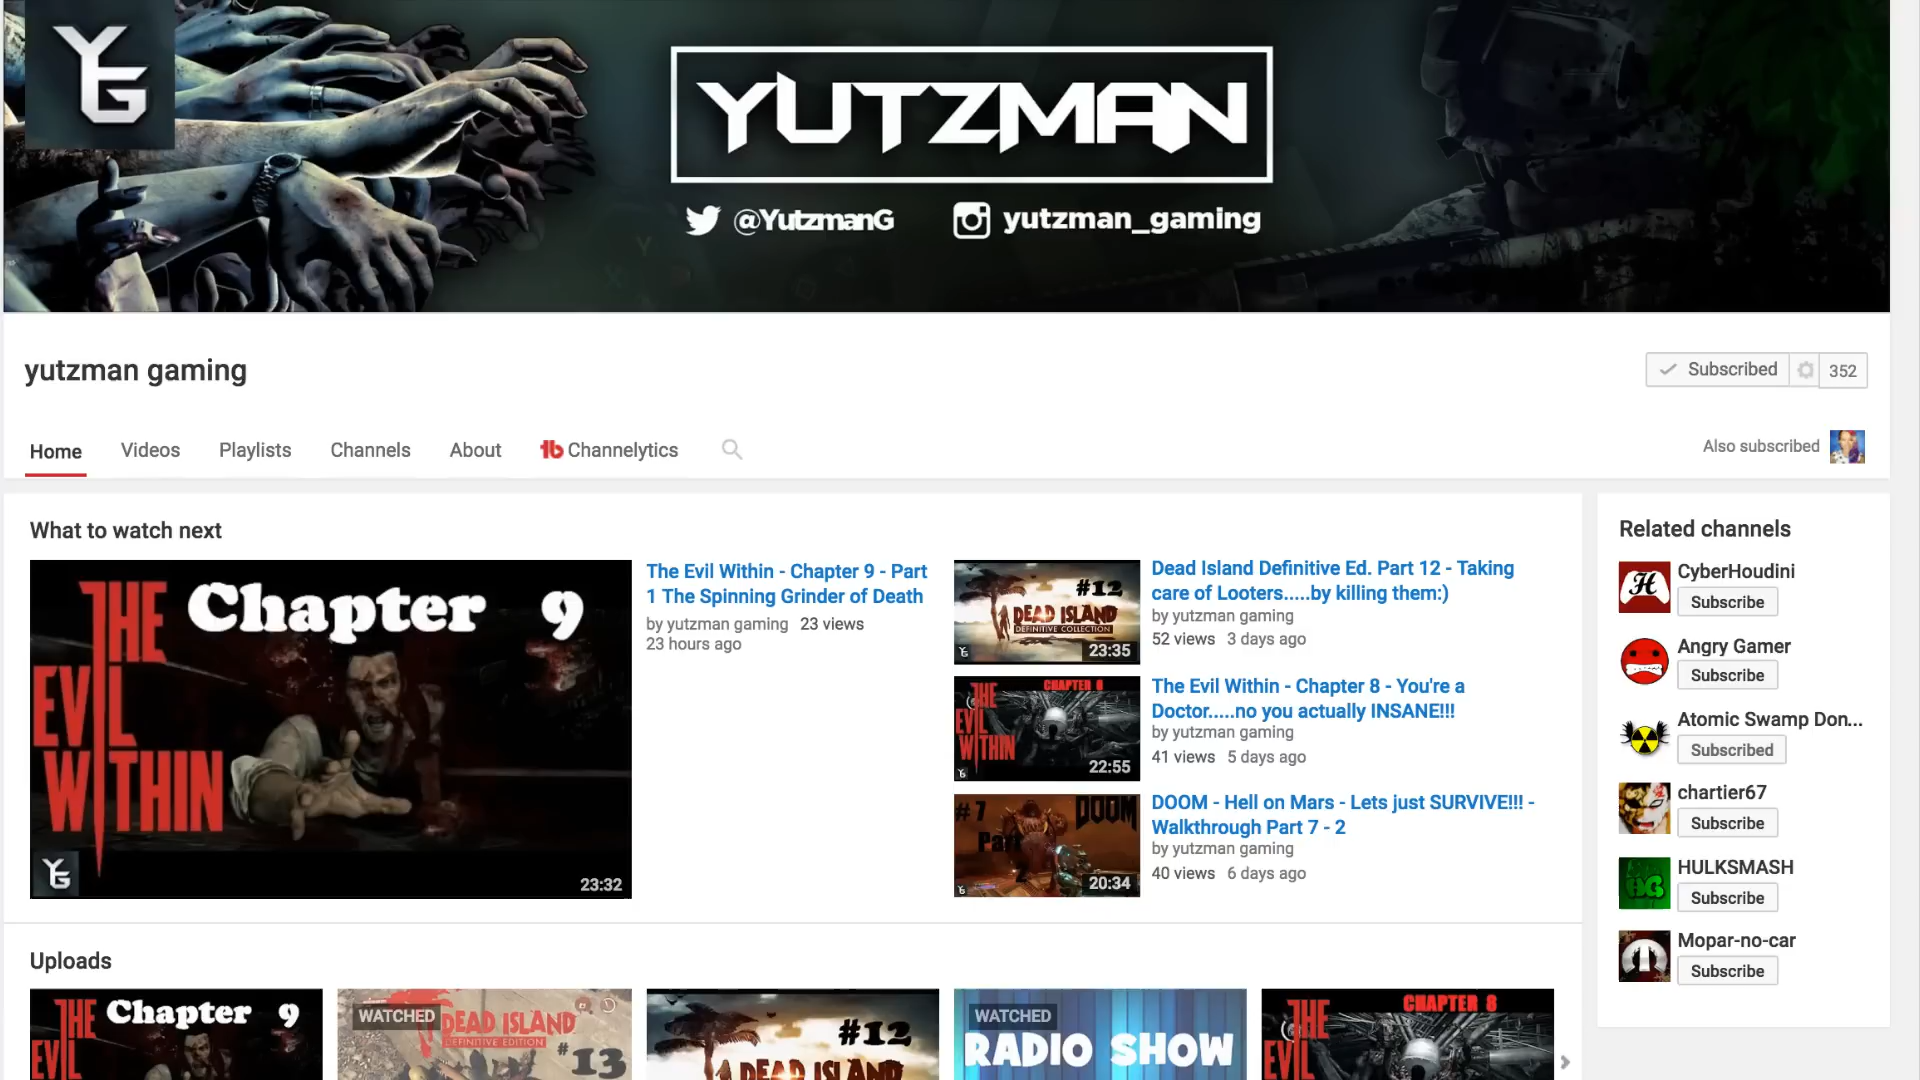 YG
YUTZMAN
@YutzmanG
yutzman_gaming
yutzman gaming
Subscribed
352
Home
Videos
Playlists
Channels
About
Channelytics
Also subscribed
What to watch next
THE EVIL WITHIN
Chapter 9
YG
23:32
The Evil Within - Chapter 9 - Part
1 The Spinning Grinder of Death
by yutzman gaming 23 views
23 hours ago
#12
DEAD ISLAND
DEFINITIVE COLLECTION
YG
23:35
Dead Island Definitive Ed. Part 12 - Taking
care of Looters.....by killing them:)
by yutzman gaming
52 views 3 days ago
CHAPTER 8
THE EVIL WITHIN
YG
22:55
The Evil Within - Chapter 8 - You're a
Doctor.....no you actually INSANE!!!
by yutzman gaming
41 views 5 days ago
# 7
DOOM
Part
YG
20:34
DOOM - Hell on Mars - Lets just SURVIVE!!! -
Walkthrough Part 7 - 2
by yutzman gaming
40 views 6 days ago
Related channels
CyberHoudini
Subscribe
Angry Gamer
Subscribe
Atomic Swamp Don...
Subscribed
chartier67
Subscribe
HG
HULKSMASH
Subscribe
Mopar-no-car
Subscribe
Uploads
THE EVIL
Chapter 9
WATCHED
DEAD ISLAND
DEFINITIVE EDITION
#13
#12
DEAD ISLAND
WATCHED
RADIO SHOW
CHAPTER 8
THE EVIL